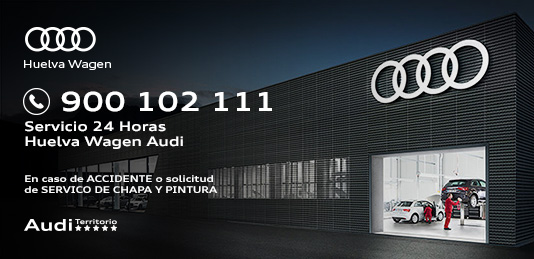 Huelva Wagen
900 102 111
Servicio 24 Horas
Huelva Wagen Audi
En caso de ACCIDENTE o solicitud
de SERVICO DE CHAPA Y PINTURA
Audi Territorio
★★★★★